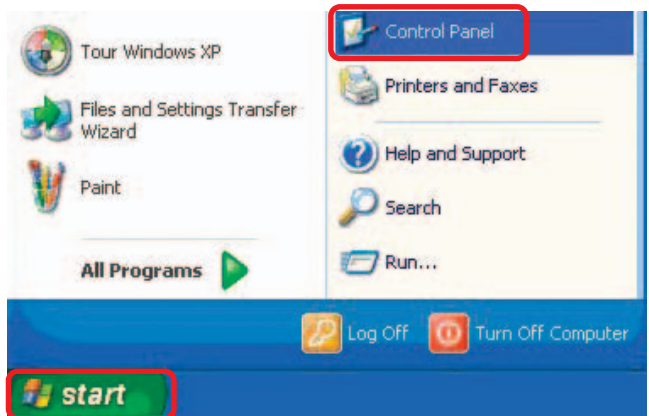 Tour Windows XP
Files and Settings Transfer
Wizard
Paint
All Programs
Control Panel
Printers and Faxes
Help and Support
Search
Run...
Log Off
Turn Off Computer
start